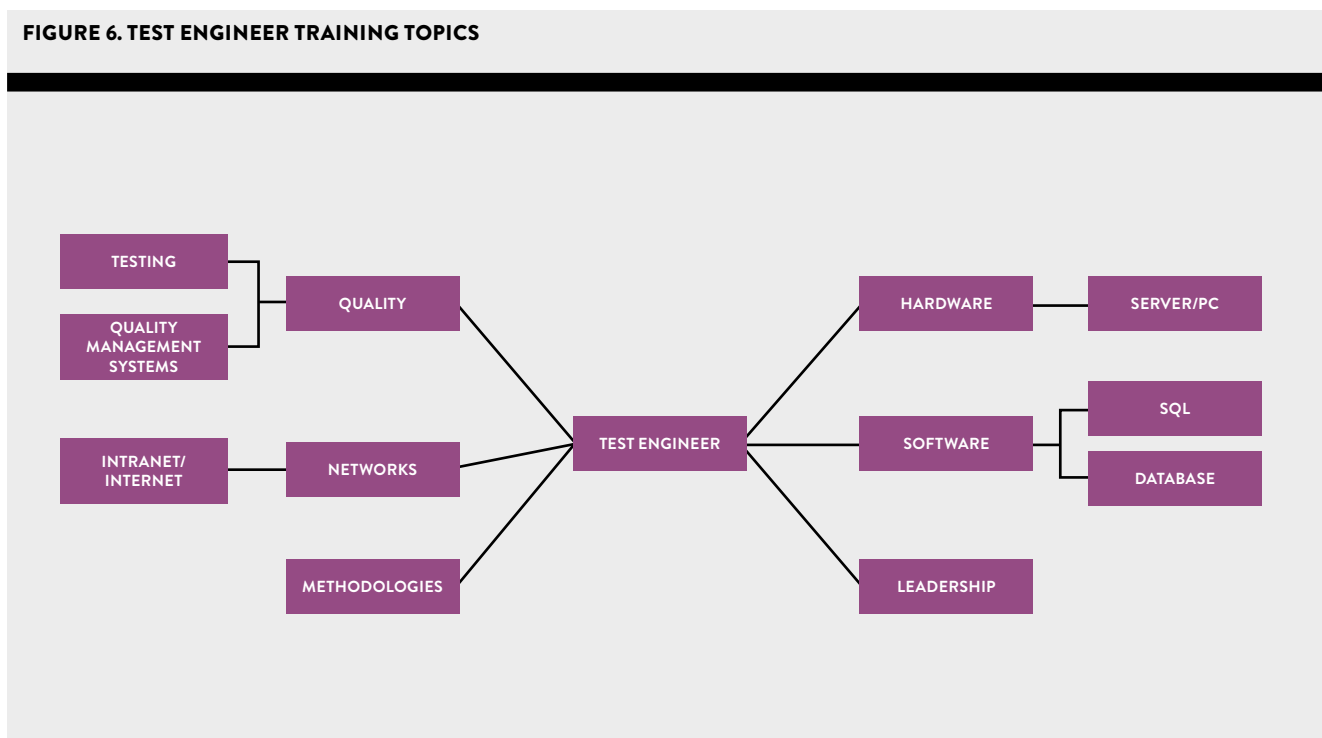 FIGURE 6. TEST ENGINEER TRAINING TOPICS
TESTING
QUALITY
MANAGEMENT
SYSTEMS
QUALITY
INTRANET/
INTERNET
NETWORKS
METHODOLOGIES
TEST ENGINEER
HARDWARE
SERVER/PC
SOFTWARE
SQL
DATABASE
LEADERSHIP